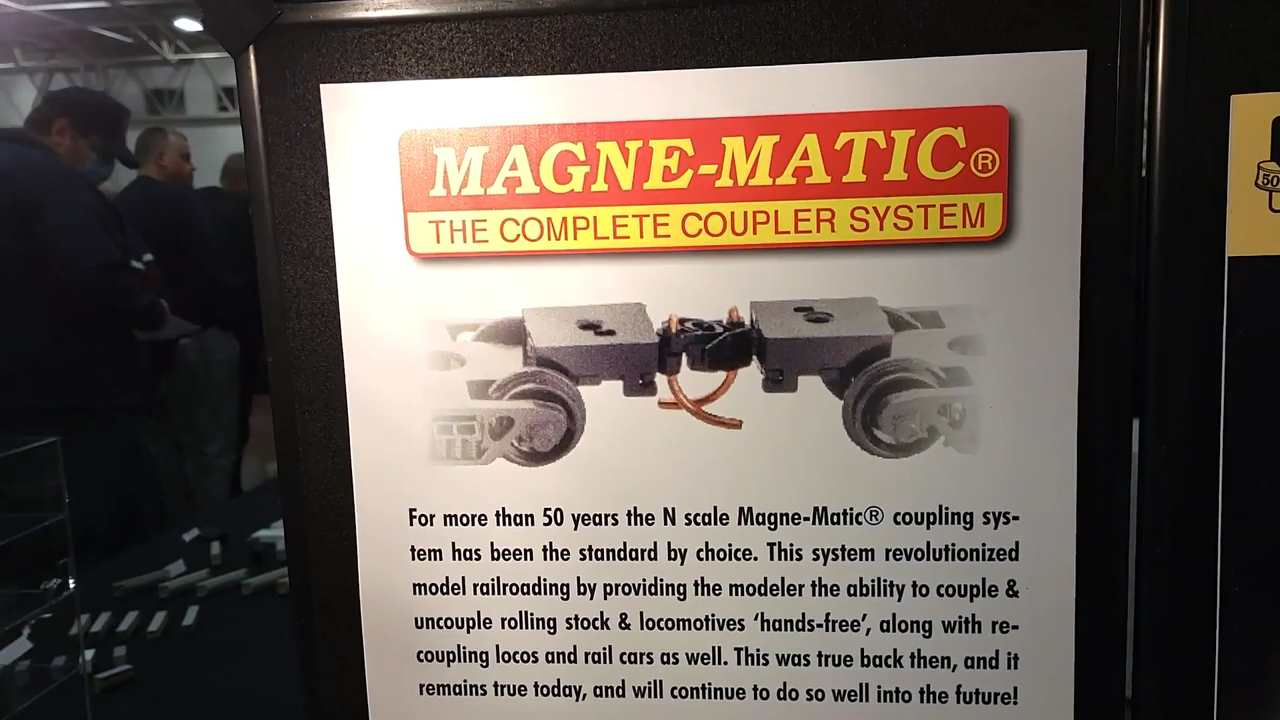 MAGNE-MATIC®
THE COMPLETE COUPLER SYSTEM
For more than 50 years the N scale Magne-Matic® coupling sys-
tem has been the standard by choice. This system revolutionized
model railroading by providing the modeler the ability to couple &
uncouple rolling stock & locomotives ‘hands-free’, along with re-
coupling locos and rail cars as well. This was true back then, and it
remains true today, and will continue to do so well into the future!
50